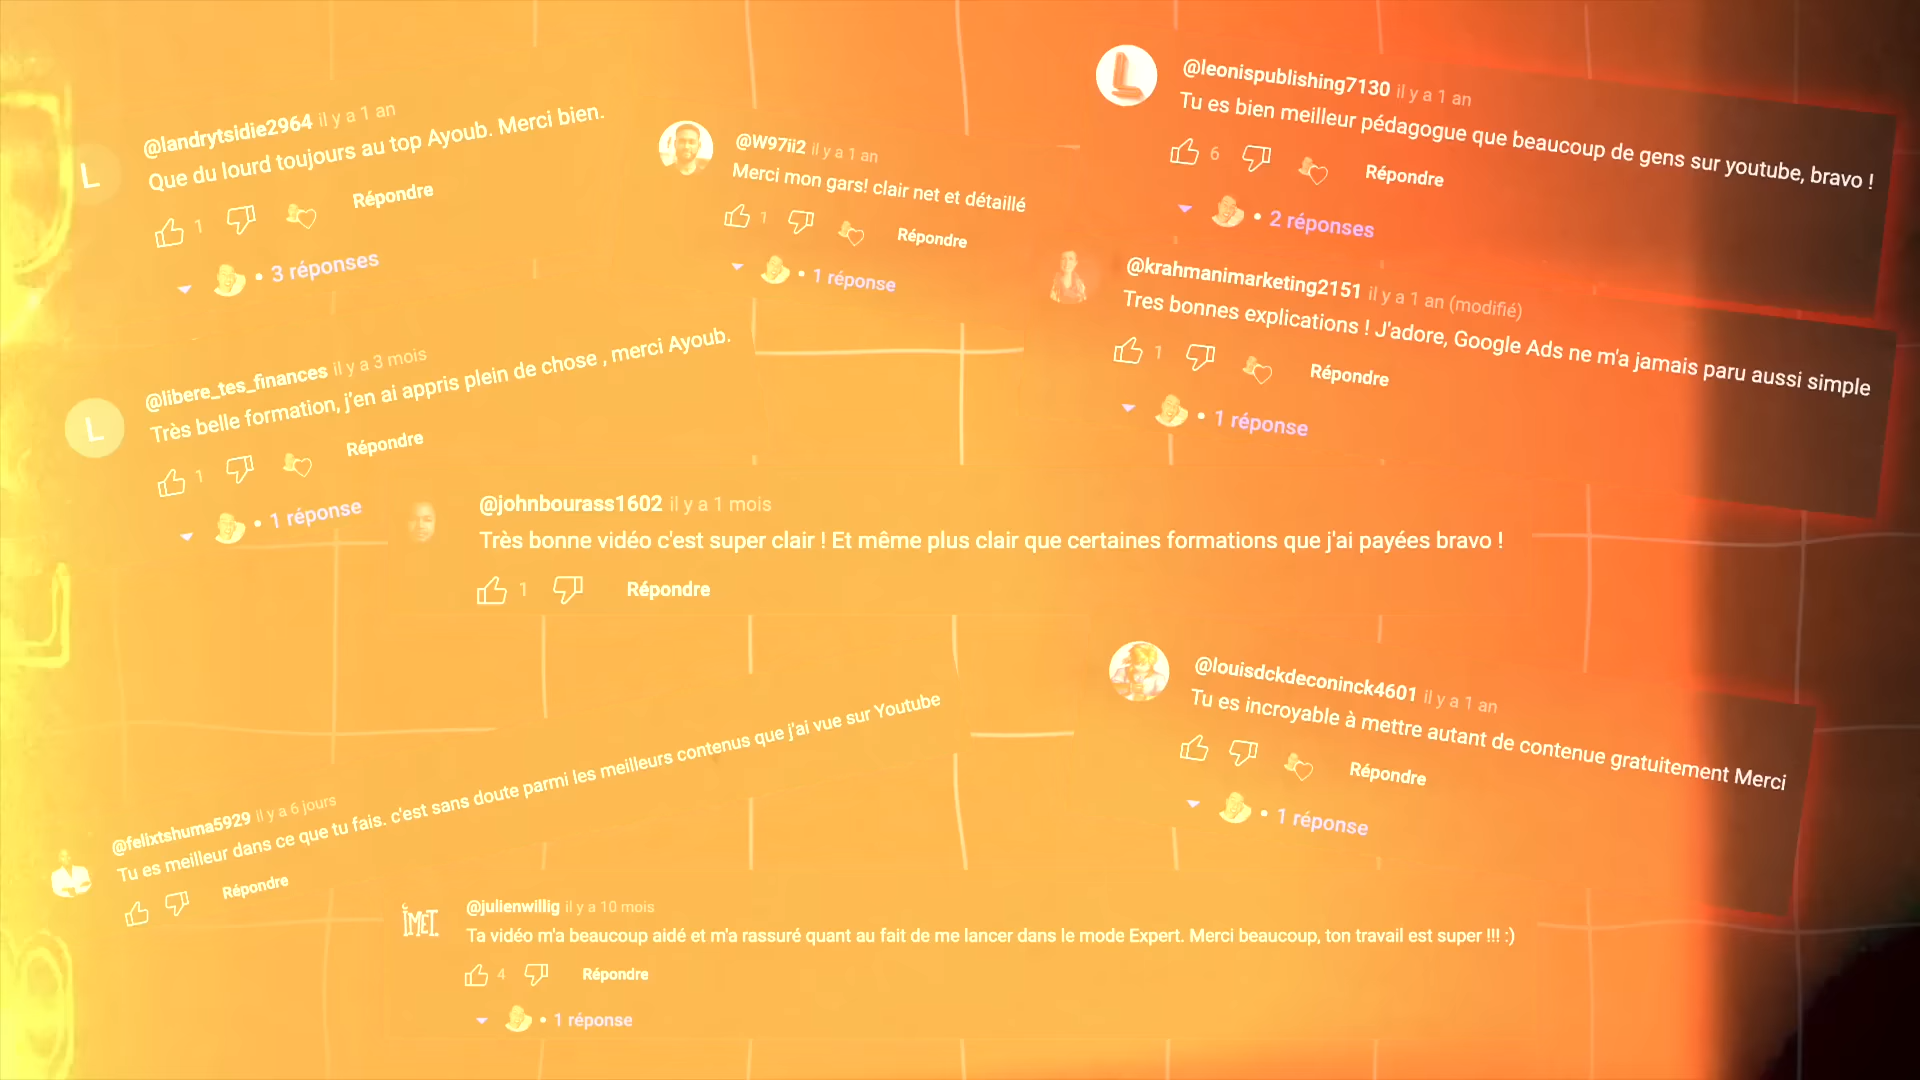 @landrytsidie2964 il y a 1 an
Que du lourd toujours au top Ayoub. Merci bien.
L
1
Répondre
3 réponses
@W97ii2 il y a 1 an
Merci mon gars! clair net et détaillé
1
Répondre
1 réponse
L
@leonispublishing7130 il y a 1 an
Tu es bien meilleur pédagogue que beaucoup de gens sur youtube, bravo !
6
Répondre
2 réponses
@krahmanimarketing2151 il y a 1 an (modifié)
Tres bonnes explications ! J'adore, Google Ads ne m'a jamais paru aussi simple
1
Répondre
1 réponse
@libere_tes_finances il y a 3 mois
Très belle formation, j'en ai appris plein de chose , merci Ayoub.
L
1
Répondre
1 réponse
@johnbourass1602 il y a 1 mois
Très bonne vidéo c'est super clair ! Et même plus clair que certaines formations que j'ai payées bravo !
1
Répondre
@louisdckdeconinck4601 il y a 1 an
Tu es incroyable à mettre autant de contenue gratuitement Merci
Répondre
1 réponse
@felixtshuma5929 il y a 6 jours
Tu es meilleur dans ce que tu fais. c'est sans doute parmi les meilleurs contenus que j'ai vue sur Youtube
Répondre
IMET
@julienwillig il y a 10 mois
Ta vidéo m'a beaucoup aidé et m'a rassuré quant au fait de me lancer dans le mode Expert. Merci beaucoup, ton travail est super !!! :)
4
Répondre
1 réponse